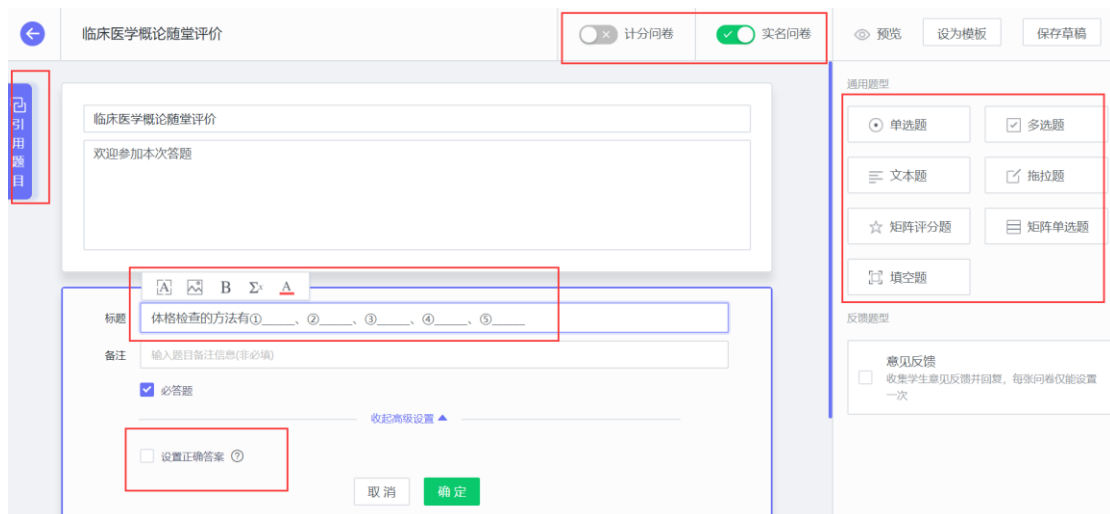 临床医学概论随堂评价
计分问卷
实名问卷
预览
设为模板
保存草稿
引用题目
临床医学概论随堂评价
欢迎参加本次答题
A B Σx A
标题
体格检查的方法有①_____、②_____、③_____、④_____、⑤_____
备注
输入题目备注信息(非必填)
必答题
收起高级设置
设置正确答案 ?
取消
确定
通用题型
单选题
多选题
文本题
拖拉题
矩阵评分题
矩阵单选题
填空题
反馈题型
意见反馈
收集学生意见反馈并回复，每张问卷仅能设置
一次